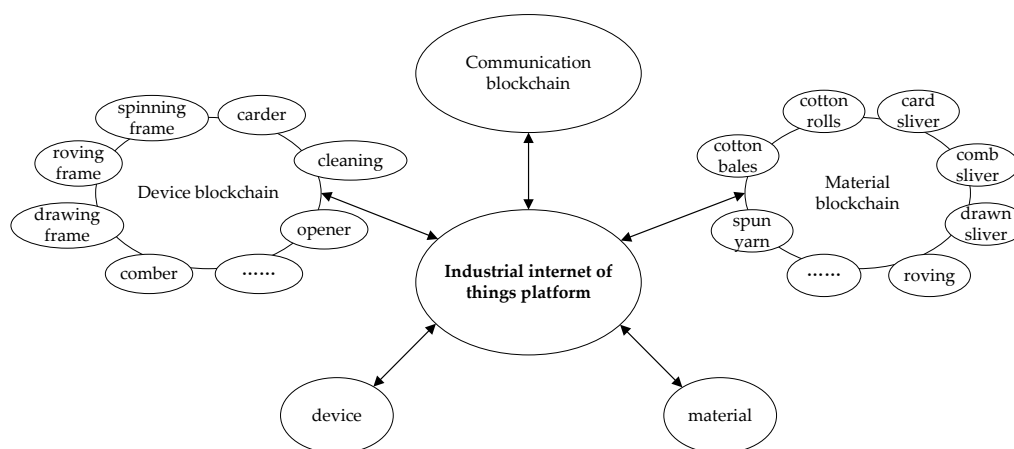 Communication
blockchain
spinning
frame
carder
roving
frame
cleaning
Device blockchain
drawing
frame
opener
comber
......
cotton
rolls
card
sliver
cotton
bales
comb
sliver
Material
blockchain
spun
yarn
drawn
sliver
......
roving
Industrial internet of
things platform
device
material